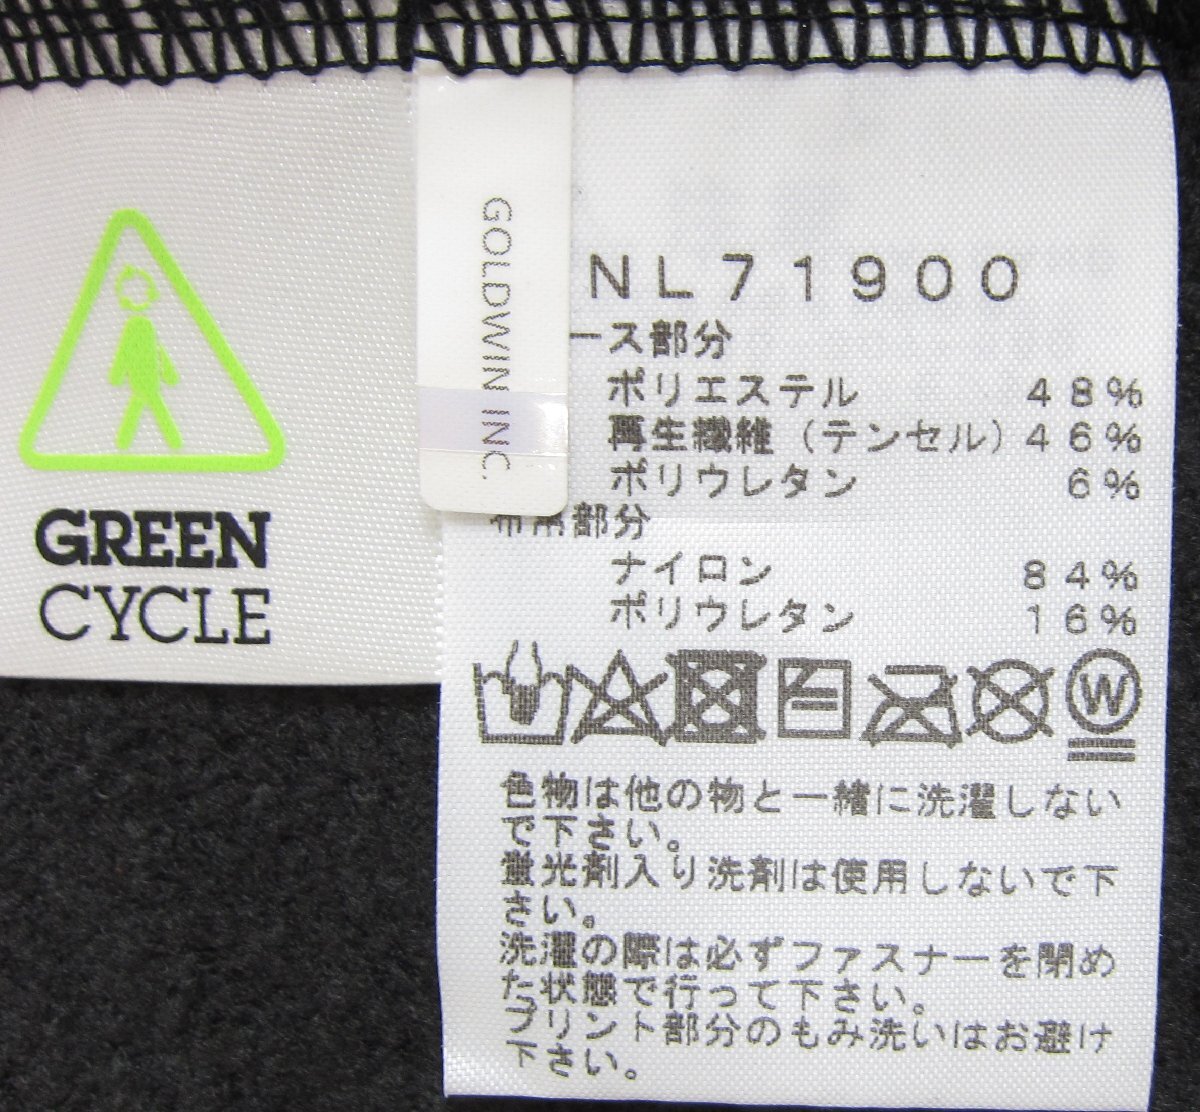 GREEN
CYCLE
GOLDWIN INC.
NL71900
ース部分
ポリエステル 48%
再生繊維(テンセル)46%
ポリウレタン 6%
部分
ナイロン 84%
ポリウレタン 16%
W
色物は他の物と一緒に洗濯しない
で下さい。
蛍光剤入り洗剤は使用しないで下
さい。
洗濯の際は必ずファスナーを閉め
た状態で行って下さい。
プリント部分のもみ洗いはお避け
下さい。